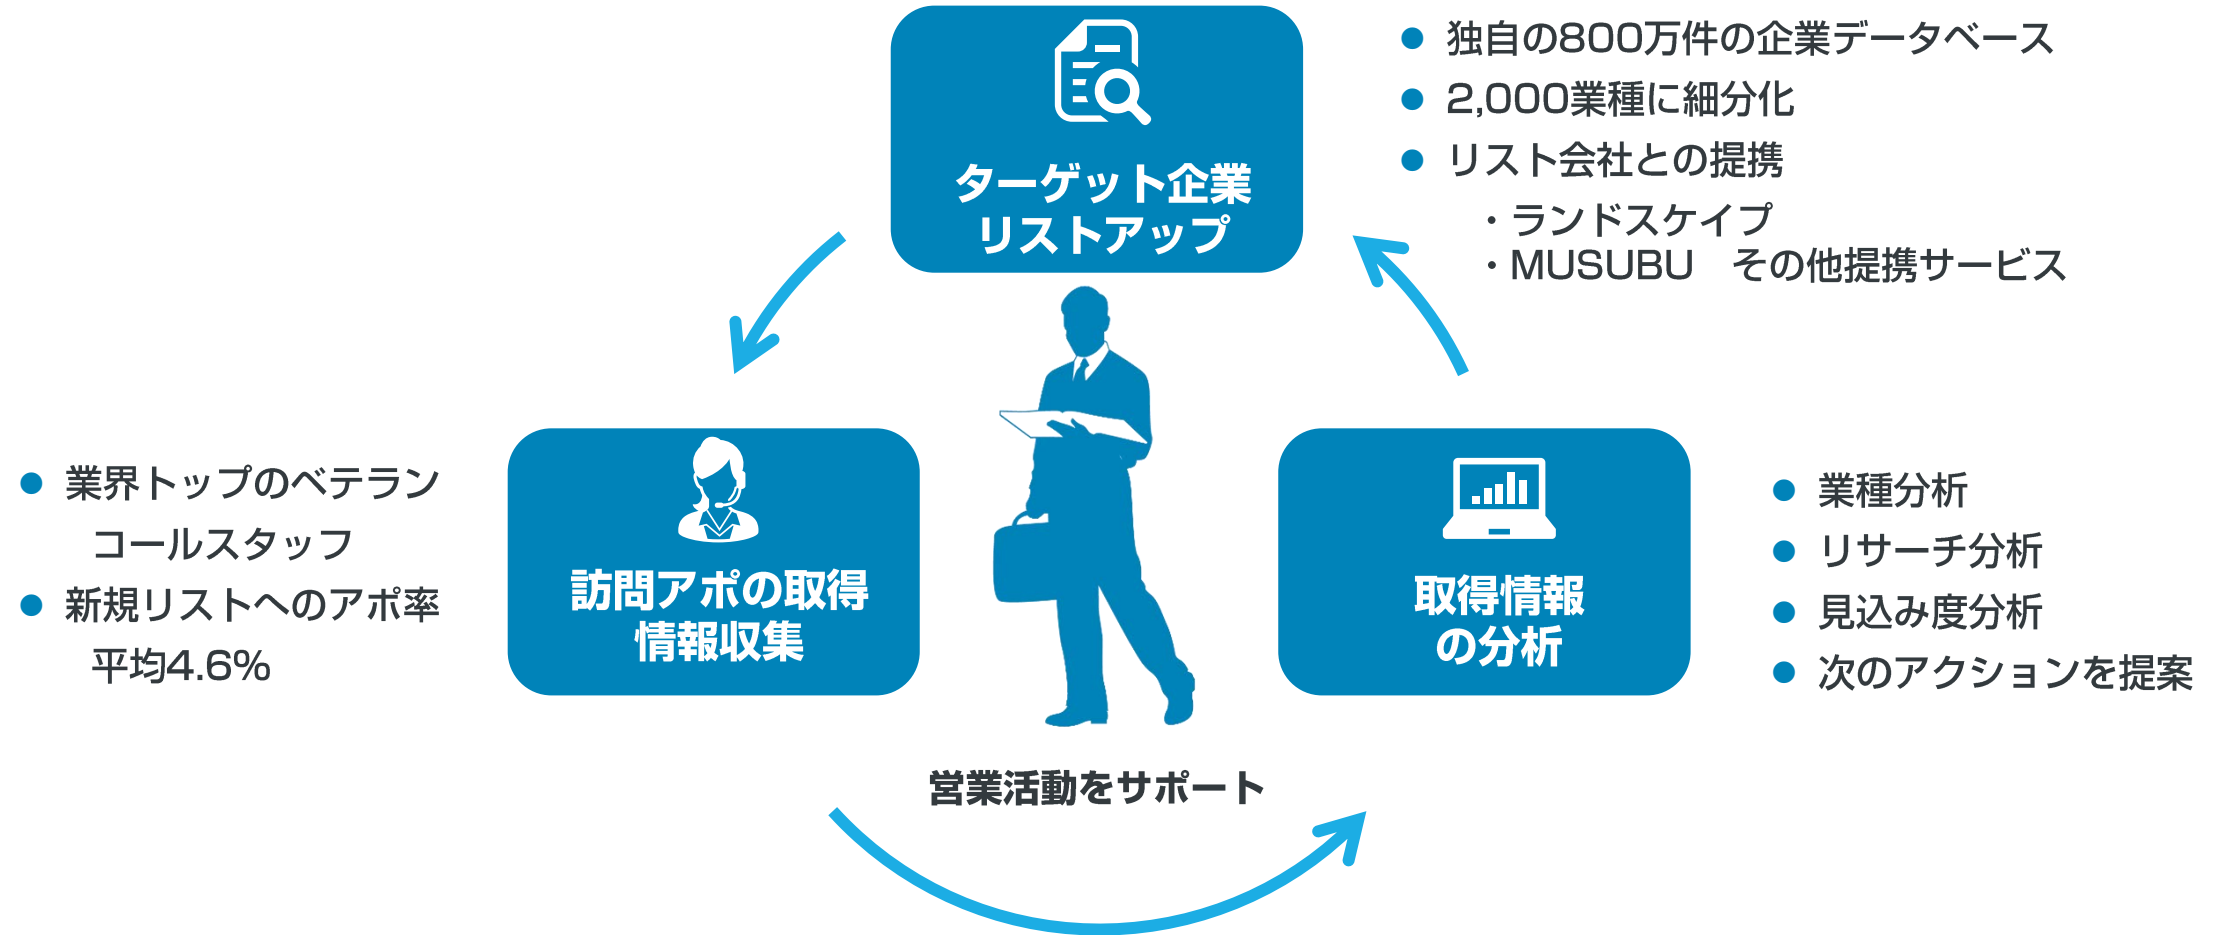 ターゲット企業
リストアップ
● 独自の800万件の企業データベース
● 2,000業種に細分化
● リスト会社との提携
・ランドスケイプ
・MUSUBU　その他提携サービス
● 業界トップのベテラン
コールスタッフ
● 新規リストへのアポ率
平均4.6%
訪問アポの取得
情報収集
取得情報
の分析
● 業種分析
● リサーチ分析
● 見込み度分析
● 次のアクションを提案
営業活動をサポート